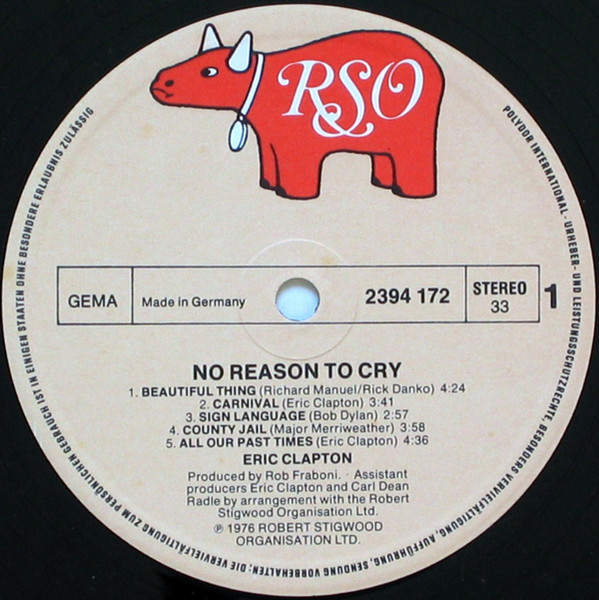 RSO
GEMA
Made in Germany
2394 172
STEREO
33
1
NO REASON TO CRY
1. BEAUTIFUL THING (Richard Manuel/Rick Danko) 4:24
2. CARNIVAL (Eric Clapton) 3:41
3. SIGN LANGUAGE (Bob Dylan) 2:57
4. COUNTY JAIL (Major Merriweather) 3:58
5. ALL OUR PAST TIMES (Eric Clapton) 4:36
ERIC CLAPTON
Produced by Rob Fraboni. · Assistant
producers Eric Clapton and Carl Dean
Radle by arrangement with the Robert
Stigwood Organisation Ltd.
℗ 1976 ROBERT STIGWOOD
ORGANISATION LTD.
POLYDOR INTERNATIONAL · URHEBER- UND LEISTUNGSSCHUTZRECHTE, BESONDERS VERVIELFÄLTIGUNG, AUFFÜHRUNG, SENDUNG VORBEHALTEN; DIE VERVIELFÄLTIGUNG ZUM PERSÖNLICHEN GEBRAUCH IST IN EINIGEN STAATEN OHNE BESONDERE ERLAUBNIS ZULÄSSIG